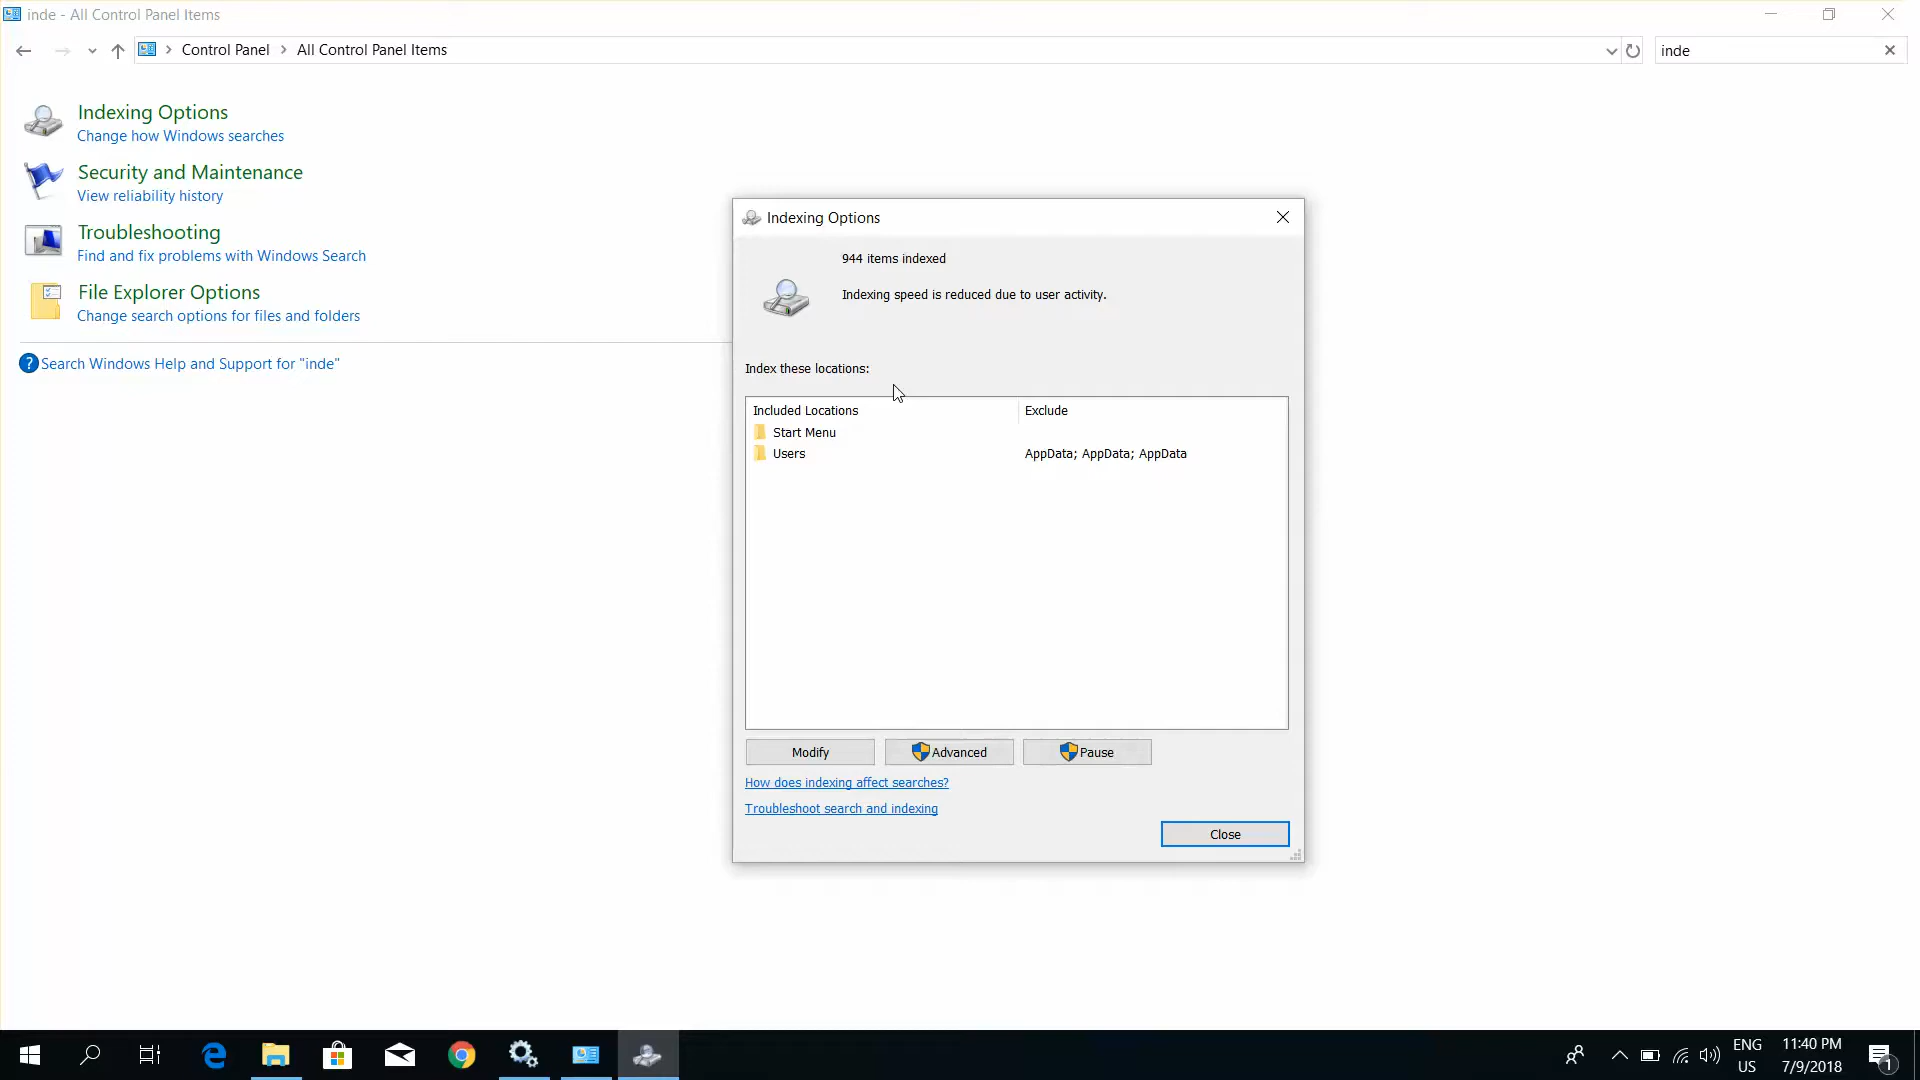 inde - All Control Panel Items
Control Panel
All Control Panel Items
inde
Indexing Options
Change how Windows searches
Security and Maintenance
View reliability history
Troubleshooting
Find and fix problems with Windows Search
File Explorer Options
Change search options for files and folders
? Search Windows Help and Support for "inde"
Indexing Options
944 items indexed
Indexing speed is reduced due to user activity.
Index these locations:
Included Locations Exclude
Start Menu
Users AppData; AppData; AppData
Modify Advanced Pause
How does indexing affect searches?
Troubleshoot search and indexing
Close
ENG 11:40 PM
US 7/9/2018
1